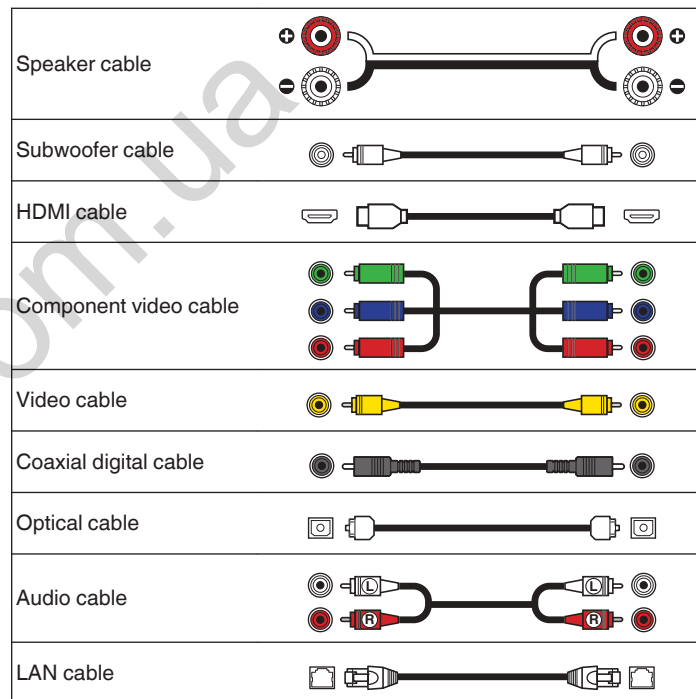 Speaker cable
Subwoofer cable
HDMI cable
Component video cable
Video cable
Coaxial digital cable
Optical cable
L L
Audio cable
R R
LAN cable
om.ua